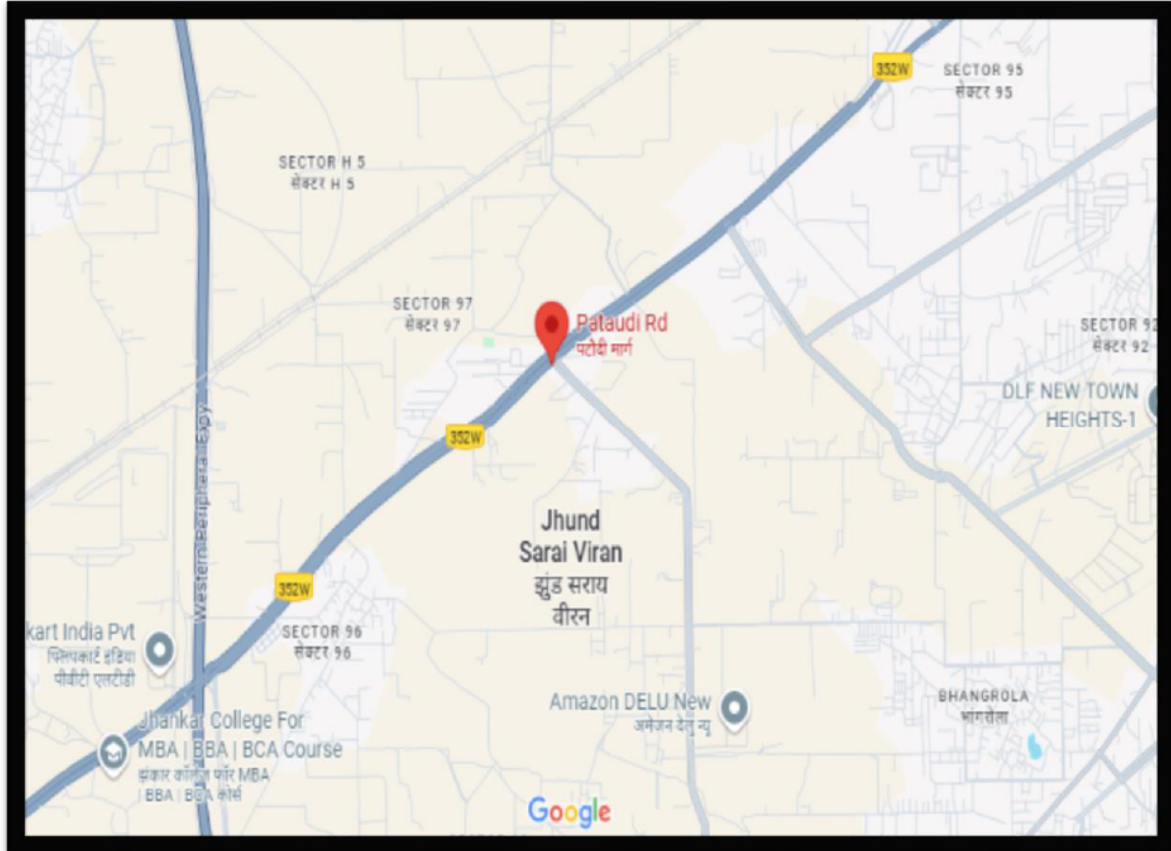 352W
SECTOR 95
सेक्टर 95
SECTOR H 5
सेक्टर H 5
SECTOR 97
सेक्टर 97
Pataudi Rd
पटौदी मार्ग
SECTOR 92
सेक्टर 92
DLF NEW TOWN
HEIGHTS-1
352W
Western Peripheral Expy
Jhund
Sarai Viran
झुंड सराय
वीरन
352W
SECTOR 96
सेक्टर 96
kart India Pvt
फ्लिपकार्ट इंडिया
पीवीटी एलटीडी
Amazon DELU New
अमेजन देलु न्यू
BHANGROLA
भांगरोला
Jhankar College For
MBA | BBA | BCA Course
झंकार कॉलेज फॉर MBA
| BBA | BCA कोर्स
Google